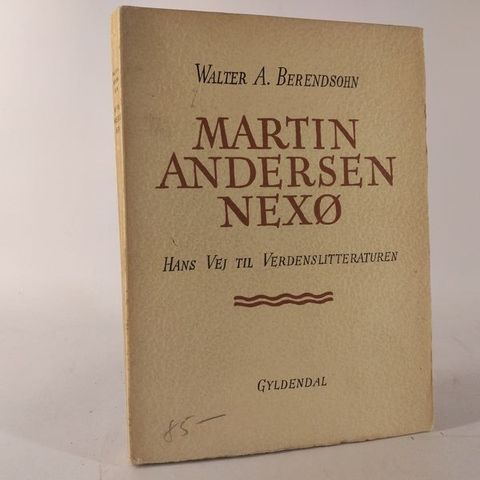 WALTER A. BERENDSOHN
MARTIN
ANDERSEN
NEXØ
HANS VEJ TIL VERDENSLITTERATUREN
GYLDENDAL
85-